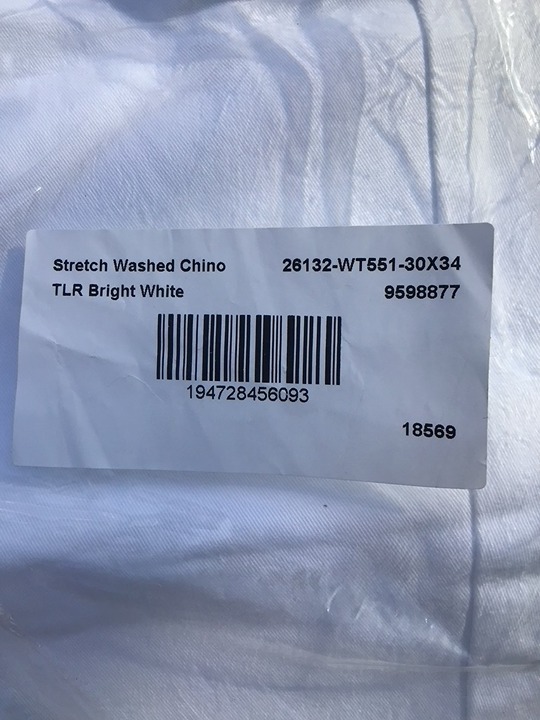 Stretch Washed Chino 26132-WT551-30X34
TLR Bright White 9598877
194728456093
18569